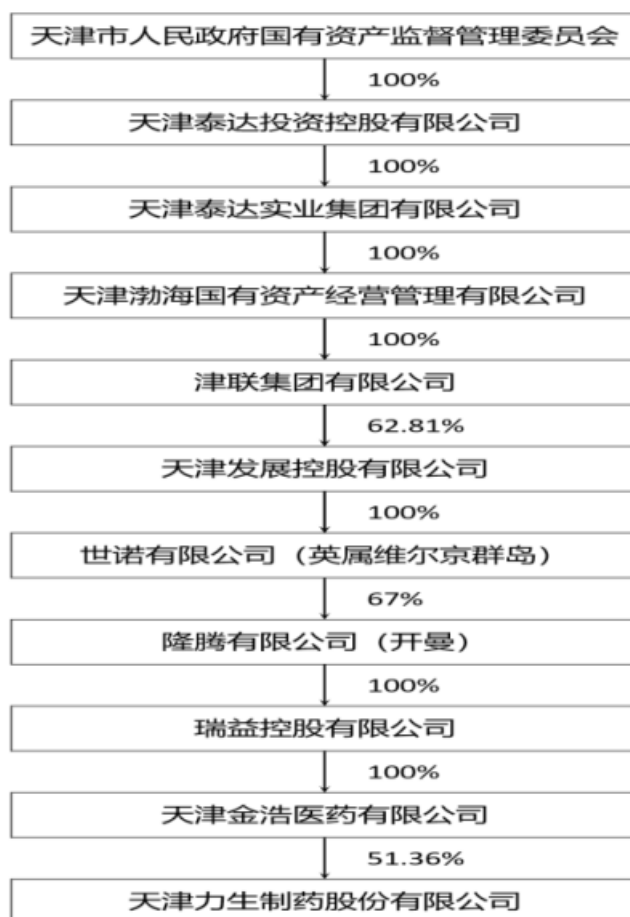 天津市人民政府国有资产监督管理委员会
100%
天津泰达投资控股有限公司
100%
天津泰达实业集团有限公司
100%
天津渤海国有资产经营管理有限公司
100%
津联集团有限公司
62.81%
天津发展控股有限公司
100%
世诺有限公司（英属维尔京群岛）
67%
隆腾有限公司（开曼）
100%
瑞益控股有限公司
100%
天津金浩医药有限公司
51.36%
天津力生制药股份有限公司